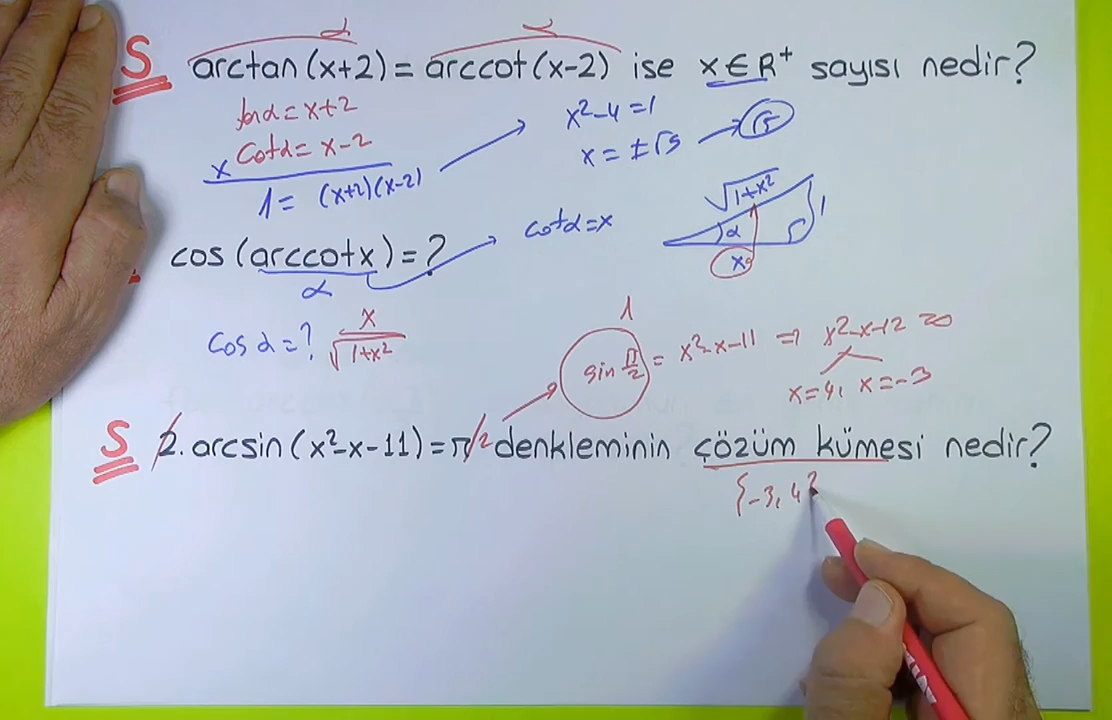 α α
S arctan(x+2) = arccot(x-2) ise x∈R⁺ sayısı nedir?
tanα = x+2
cotα = x-2
x
1 = (x+2)(x-2)
x²-4 = 1
x = ±√5 → √5
cos(arccotx) = ?
α
cotα = x
√1+x²
α
1
x
cosα = ? x/√1+x²
1
sin π/2 = x²-x-11 ⇒ x²-x-12 = 0
x=4, x=-3
S 2.arcsin(x²-x-11) = π/2 denkleminin çözüm kümesi nedir?
{-3, 4}